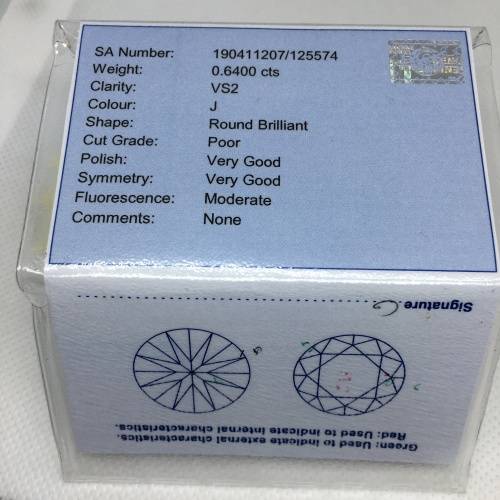 SA Number: 190411207/125574
Weight: 0.6400 cts
Clarity: VS2
Colour: J
Shape: Round Brilliant
Cut Grade: Poor
Polish: Very Good
Symmetry: Very Good
Fluorescence: Moderate
Comments: None
Signature
Green: Used to indicate external characteristics.
Red: Used to indicate internal characteristics.